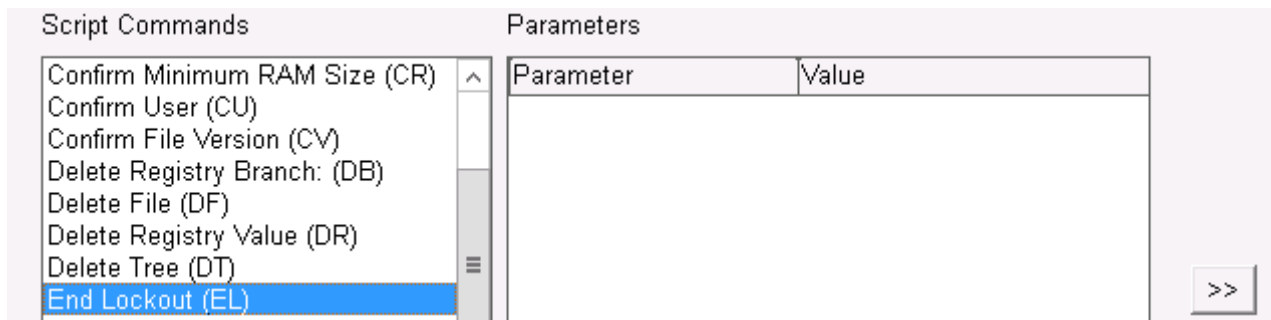 Script Commands
Parameters
Confirm Minimum RAM Size (CR)
Confirm User (CU)
Confirm File Version (CV)
Delete Registry Branch: (DB)
Delete File (DF)
Delete Registry Value (DR)
Delete Tree (DT)
End Lockout (EL)
Parameter Value
>>